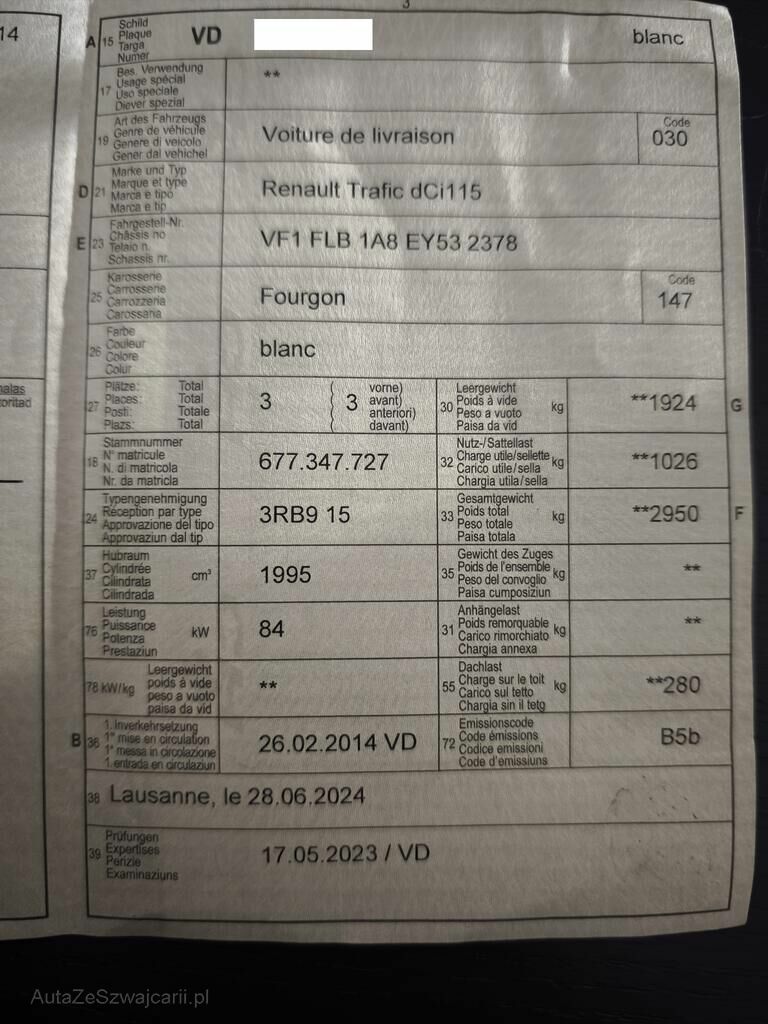 3
14
A 15 Schild
Plaque
Targa
Numer
VD
blanc
17 Bes. Verwendung
Usage spécial
Uso speciale
Diever spezial
**
19 Art des Fahrzeugs
Genre de véhicule
Genere di veicolo
Gener dal vehichel
Voiture de livraison
Code
030
D 21 Marke und Typ
Marque et type
Marca e tipo
Marca e tip
Renault Trafic dCi115
E 23 Fahrgestell-Nr.
Châssis no
Telaio n.
Schassis nr.
VF1 FLB 1A8 EY53 2378
25 Karosserie
Carrosserie
Carrozzeria
Carossaria
Fourgon
Code
147
26 Farbe
Couleur
Colore
Colur
blanc
27 Plätze: Total
Places: Total
Posti: Totale
Plazs: Total
3 ( 3 vorne)
avant)
anteriori)
davant)
30 Leergewicht
Poids à vide
Peso a vuoto
Paisa da vid
kg
**1924
G
18 Stammnummer
N° matricule
N. di matricola
Nr. da matricla
677.347.727
32 Nutz-/Sattellast
Charge utile/sellette
Carico utile/sella
Chargia utila/sella
kg
**1026
24 Typengenehmigung
Réception par type
Approvazione del tipo
Approvaziun dal tip
3RB9 15
33 Gesamtgewicht
Poids total
Peso totale
Paisa totala
kg
**2950
F
37 Hubraum
Cylindrée
Cilindrata
Cilindrada
cm³
1995
35 Gewicht des Zuges
Poids de l'ensemble
Peso del convoglio
Paisa cumposiziun
kg
**
76 Leistung
Puissance
Potenza
Prestaziun
kW
84
31 Anhängelast
Poids remorquable
Carico rimorchiato
Chargia annexa
kg
**
78 kW/kg Leergewicht
poids à vide
peso a vuoto
paisa da vid
**
55 Dachlast
Charge sur le toit
Carico sul tetto
Chargia sin il tetg
kg
**280
B 36 1. Inverkehrsetzung
1re mise en circulation
1a messa in circolazione
1. entrada en circulaziun
26.02.2014 VD
72 Emissionscode
Code émissions
Codice emissioni
Code d'emissiuns
B5b
38 Lausanne, le 28.06.2024
39 Prüfungen
Expertises
Perizie
Examinaziuns
17.05.2023 / VD
AutaZeSzwajcarii.pl